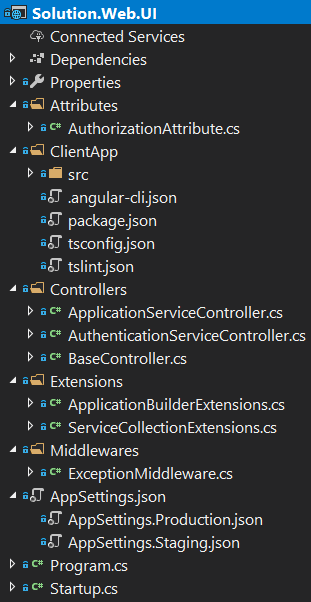 Solution.Web.UI
Connected Services
Dependencies
Properties
Attributes
C# AuthorizationAttribute.cs
ClientApp
src
.angular-cli.json
package.json
tsconfig.json
tslint.json
Controllers
C# ApplicationServiceController.cs
C# AuthenticationServiceController.cs
C# BaseController.cs
Extensions
C# ApplicationBuilderExtensions.cs
C# ServiceCollectionExtensions.cs
Middlewares
C# ExceptionMiddleware.cs
AppSettings.json
AppSettings.Production.json
AppSettings.Staging.json
C# Program.cs
C# Startup.cs